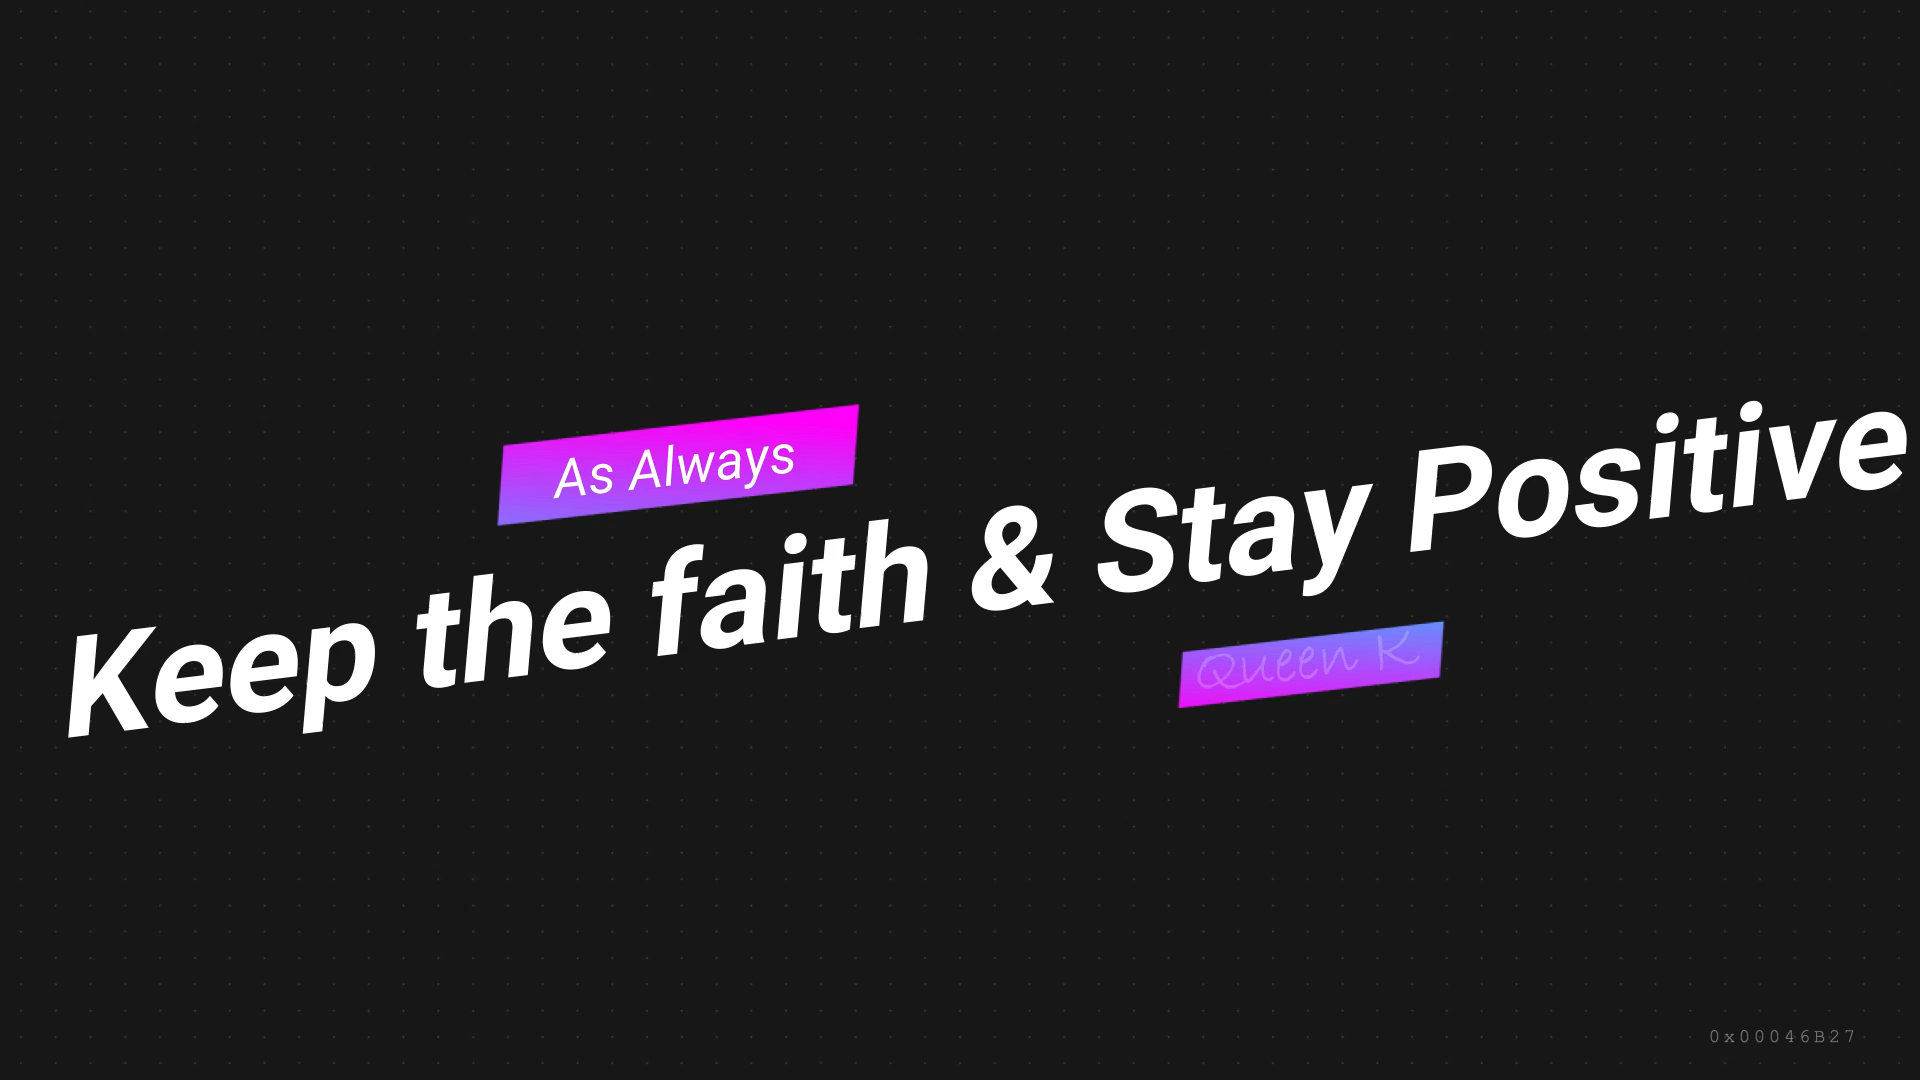 As Always
Keep the faith & Stay Positive
Queen K
0x00046B27